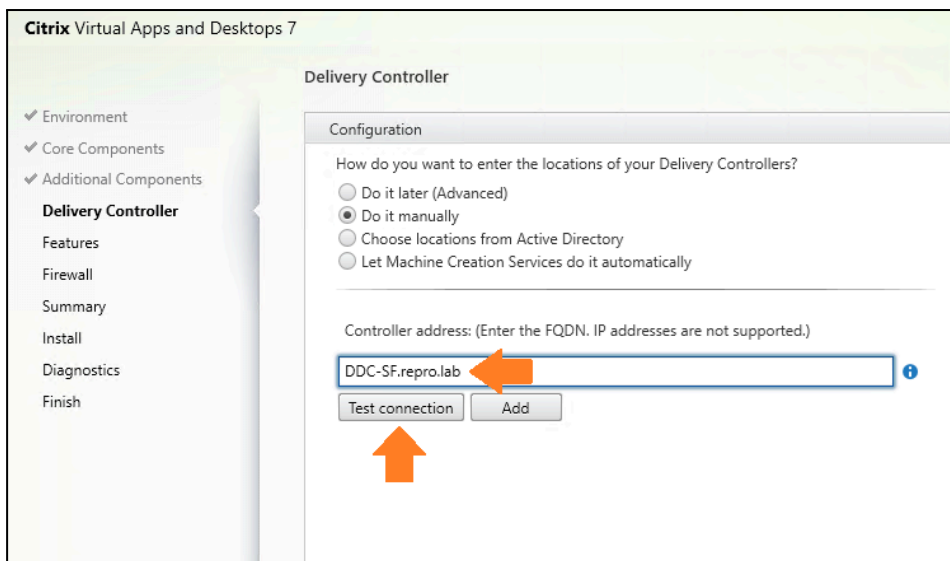 Citrix Virtual Apps and Desktops 7
Delivery Controller
Environment
Core Components
Additional Components
Delivery Controller
Features
Firewall
Summary
Install
Diagnostics
Finish
Configuration
How do you want to enter the locations of your Delivery Controllers?
Do it later (Advanced)
Do it manually
Choose locations from Active Directory
Let Machine Creation Services do it automatically
Controller address: (Enter the FQDN. IP addresses are not supported.)
DDC-SF.repro.lab
Test connection Add